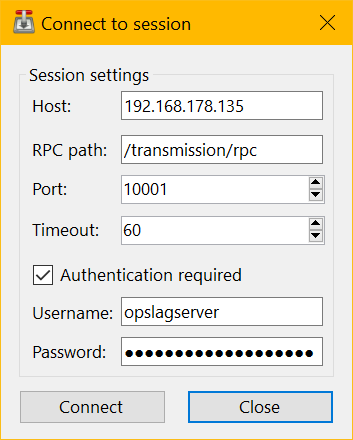 Connect to session
Session settings
Host: 192.168.178.135
RPC path: /transmission/rpc
Port: 10001
Timeout: 60
Authentication required
Username: opslagserver
Password: ●●●●●●●●●●●●●●●●●●●
Connect Close